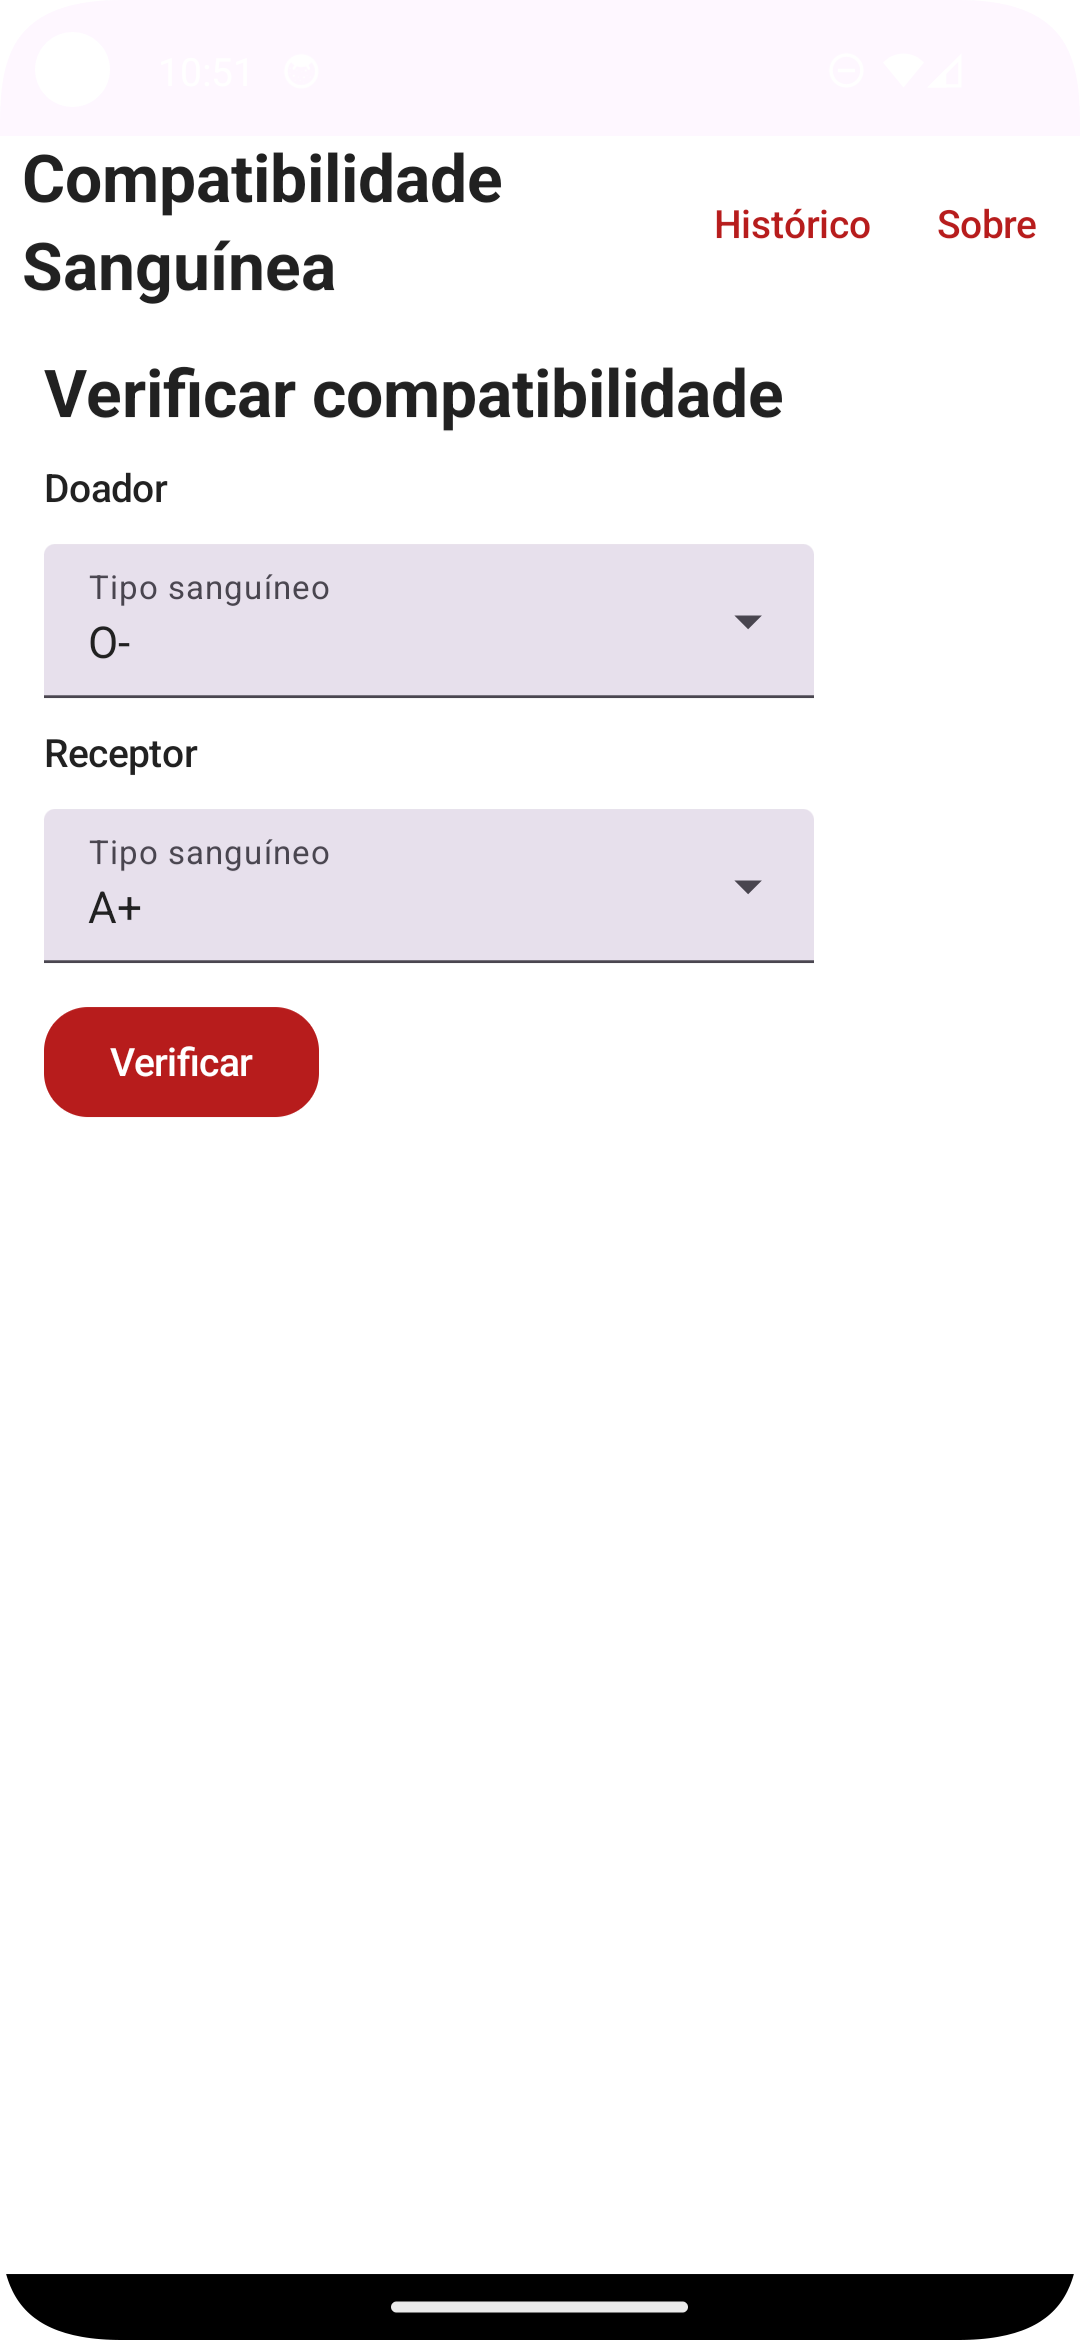 10:51
Compatibilidade
Sanguínea
Histórico
Sobre
Verificar compatibilidade
Doador
Tipo sanguíneo
O-
Receptor
Tipo sanguíneo
A+
Verificar